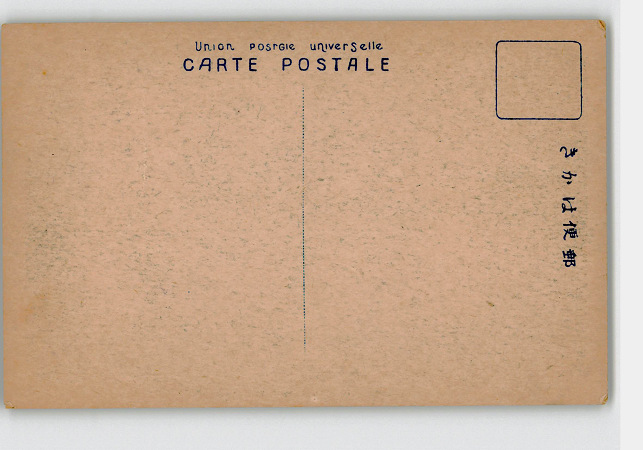 Union postale universelle
CARTE POSTALE
郵便はかき